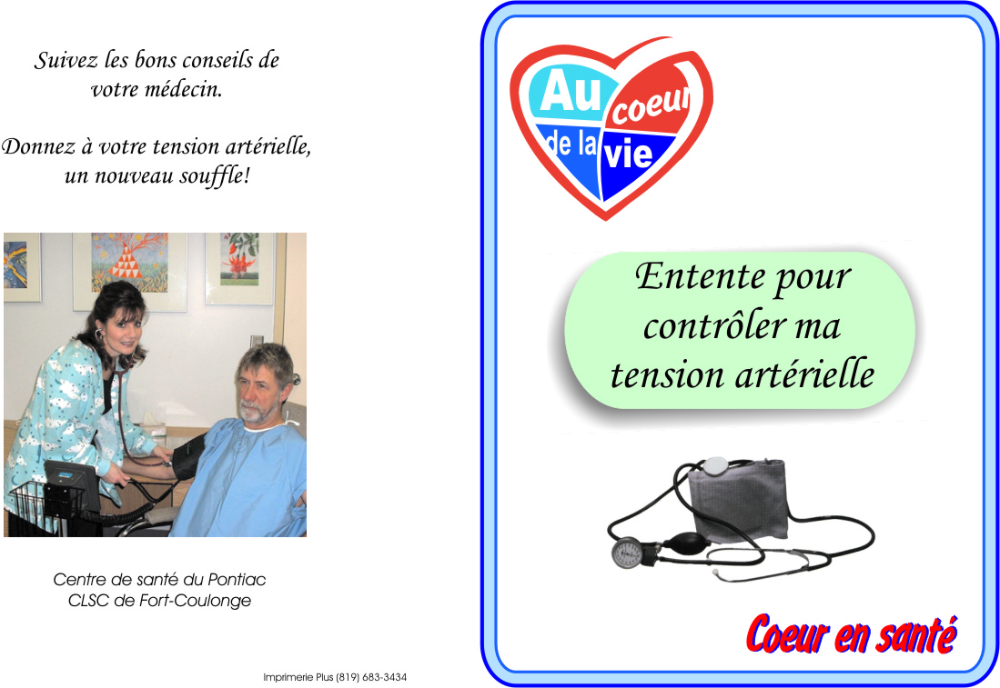 Suivez les bons conseils de
votre médecin.
Donnez à votre tension artérielle,
un nouveau souffle!
Centre de santé du Pontiac
CLSC de Fort-Coulonge
Imprimerie Plus (819) 683-3434
Au
coeur
de la
vie
Entente pour
contrôler ma
tension artérielle
Coeur en santé